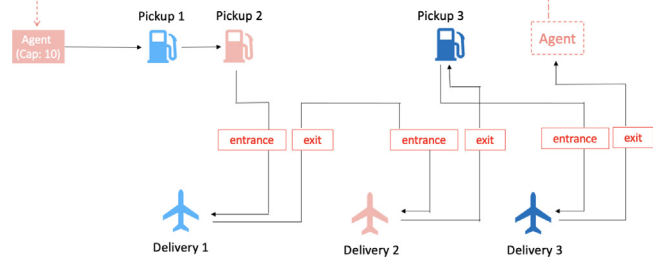 Pickup 1
Pickup 2
Pickup 3
Agent
(Cap: 10)
Agent
entrance
exit
entrance
exit
entrance
exit
Delivery 1
Delivery 2
Delivery 3